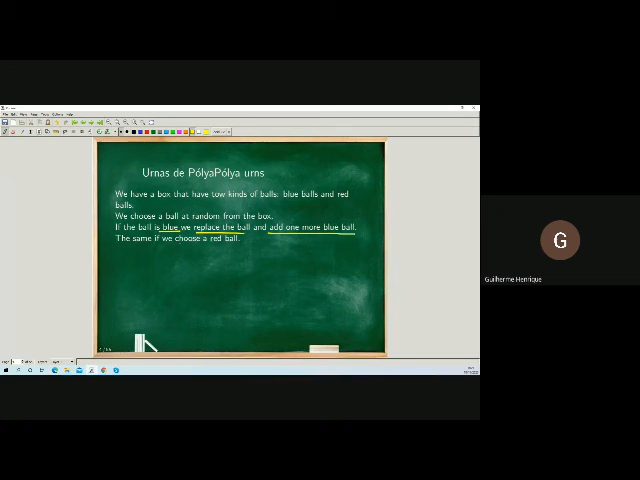 Urnas de PólyaPólya urns
We have a box that have tow kinds of balls: blue balls and red
balls.
We choose a ball at random from the box.
If the ball is blue we replace the ball and add one more blue ball.
The same if we choose a red ball.
G
Guilherme Henrique